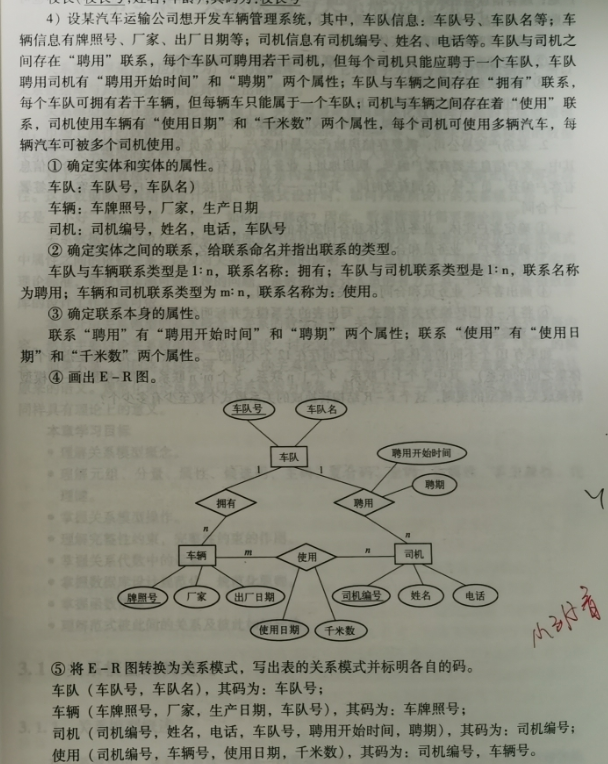 4）设某汽车运输公司想开发车辆管理系统，其中，车队信息：车队号、车队名等；车
辆信息有牌照号、厂家、出厂日期等；司机信息有司机编号、姓名、电话等。车队与司机之
间存在“聘用”联系，每个车队可聘用若干司机，但每个司机只能应聘于一个车队，车队
聘用司机有“聘用开始时间”和“聘期”两个属性；车队与车辆之间存在“拥有”联系，
每个车队可拥有若干车辆，但每辆车只能属于一个车队；司机与车辆之间存在着“使用”联
系，司机使用车辆有“使用日期”和“千米数”两个属性，每个司机可使用多辆汽车，每
辆汽车可被多个司机使用。
① 确定实体和实体的属性。
车队：车队号，车队名）
车辆：车牌照号，厂家，生产日期
司机：司机编号，姓名，电话，车队号
② 确定实体之间的联系，给联系命名并指出联系的类型。
车队与车辆联系类型是1:n，联系名称：拥有；车队与司机联系类型是1:n，联系名称
为聘用；车辆和司机联系类型为m:n，联系名称为：使用。
③ 确定联系本身的属性。
联系“聘用”有“聘用开始时间”和“聘期”两个属性；联系“使用”有“使用日
期”和“千米数”两个属性。
④ 画出E-R图。
车队号 车队名
车队 聘用开始时间
1 1
聘期
拥有 聘用
n n
车辆 m 使用 n 司机
牌照号 厂家 出厂日期 司机编号 姓名 电话
使用日期 千米数
⑤ 将E-R图转换为关系模式，写出表的关系模式并标明各自的码。
车队（车队号，车队名），其码为：车队号；
车辆（车牌照号，厂家，生产日期，车队号），其码为：车牌照号；
司机（司机编号，姓名，电话，车队号，聘用开始时间，聘期），其码为：司机编号；
使用（司机编号，车辆号，使用日期，千米数），其码为：司机编号，车辆号。